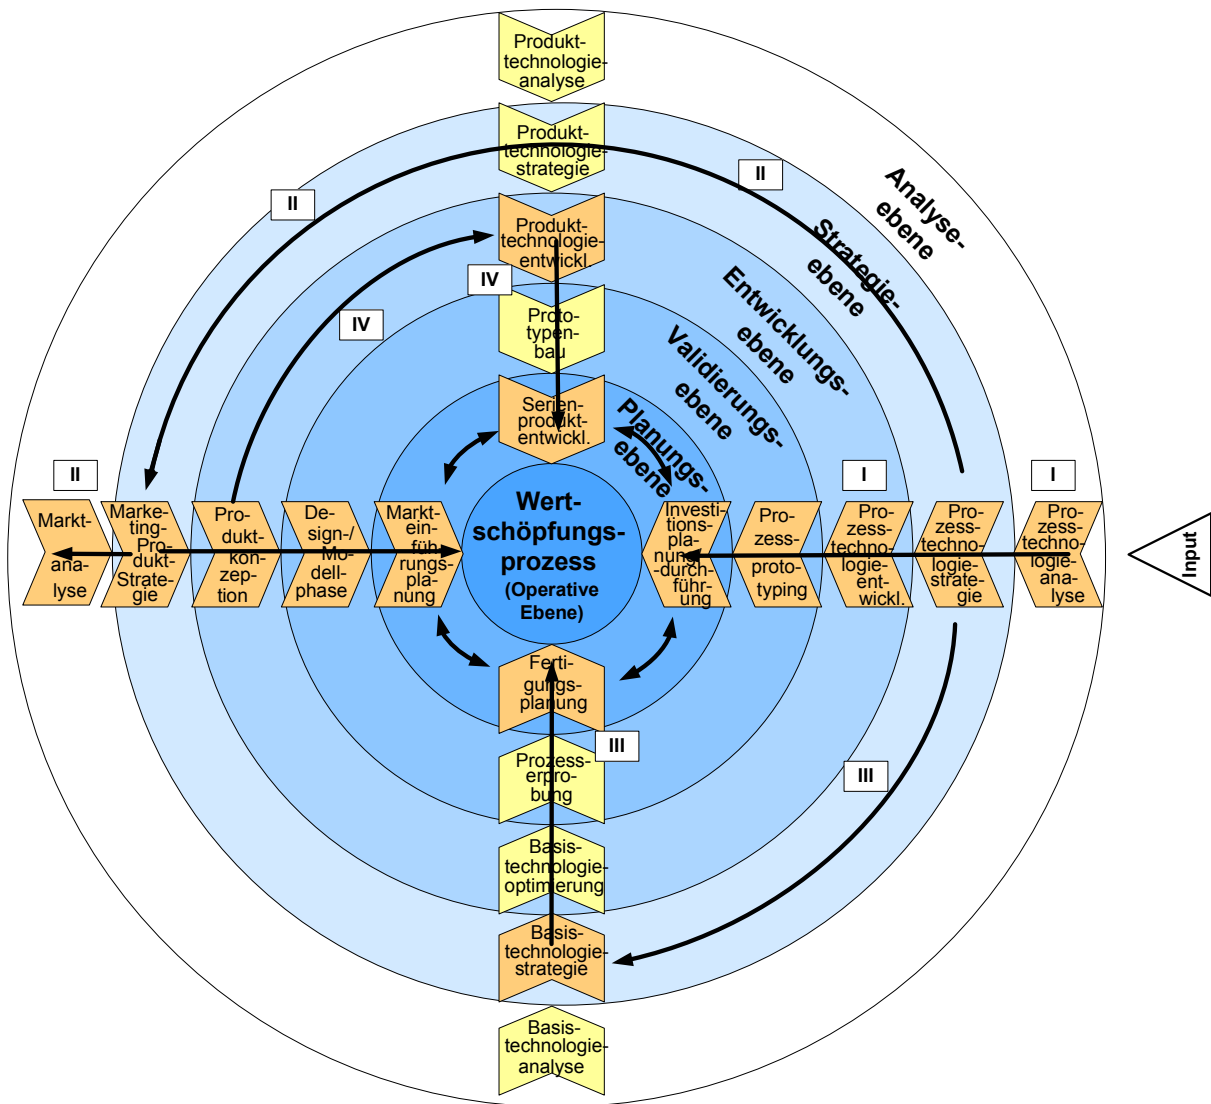 Produkt-
technologie-
analyse
Produkt-
technologie-
strategie
II
II
Analyse-
ebene
Strategie-
ebene
Produkt-
technologie-
entwickl.
Entwicklungs-
ebene
IV
IV
Proto-
typen-
bau
Validierungs-
ebene
Serien-
produkt-
entwickl.
Planungs-
ebene
II
Markt-
ana-
lyse
Marketing-
Pro-
dukt-
Strate-
gie
Pro-
dukt-
kon-
zep-
tion
De-
sign-/
Mo-
dell-
phase
Markt-
ein-
füh-
rungs-
pla-
nung
Wert-
schöpfungs-
prozess
(Operative
Ebene)
Investi-
tions-
pla-
nung/
-durch-
führ-
ung
Pro-
zess-
proto-
typing
I
Pro-
zess-
techno-
logie-
ent-
wickl.
Pro-
zess-
techno-
logie-
strate-
gie
I
Pro-
zess-
techno-
logie-
ana-
lyse
Input
Ferti-
gungs-
planung
III
Prozess-
erpro-
bung
III
Basis-
technologie-
optimierung
Basis-
technologie-
strategie
Basis-
technologie-
analyse